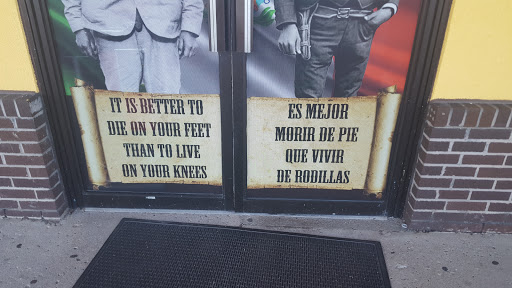 IT IS BETTER TO
DIE ON YOUR FEET
THAN TO LIVE
ON YOUR KNEES
ES MEJOR
MORIR DE PIE
QUE VIVIR
DE RODILLAS